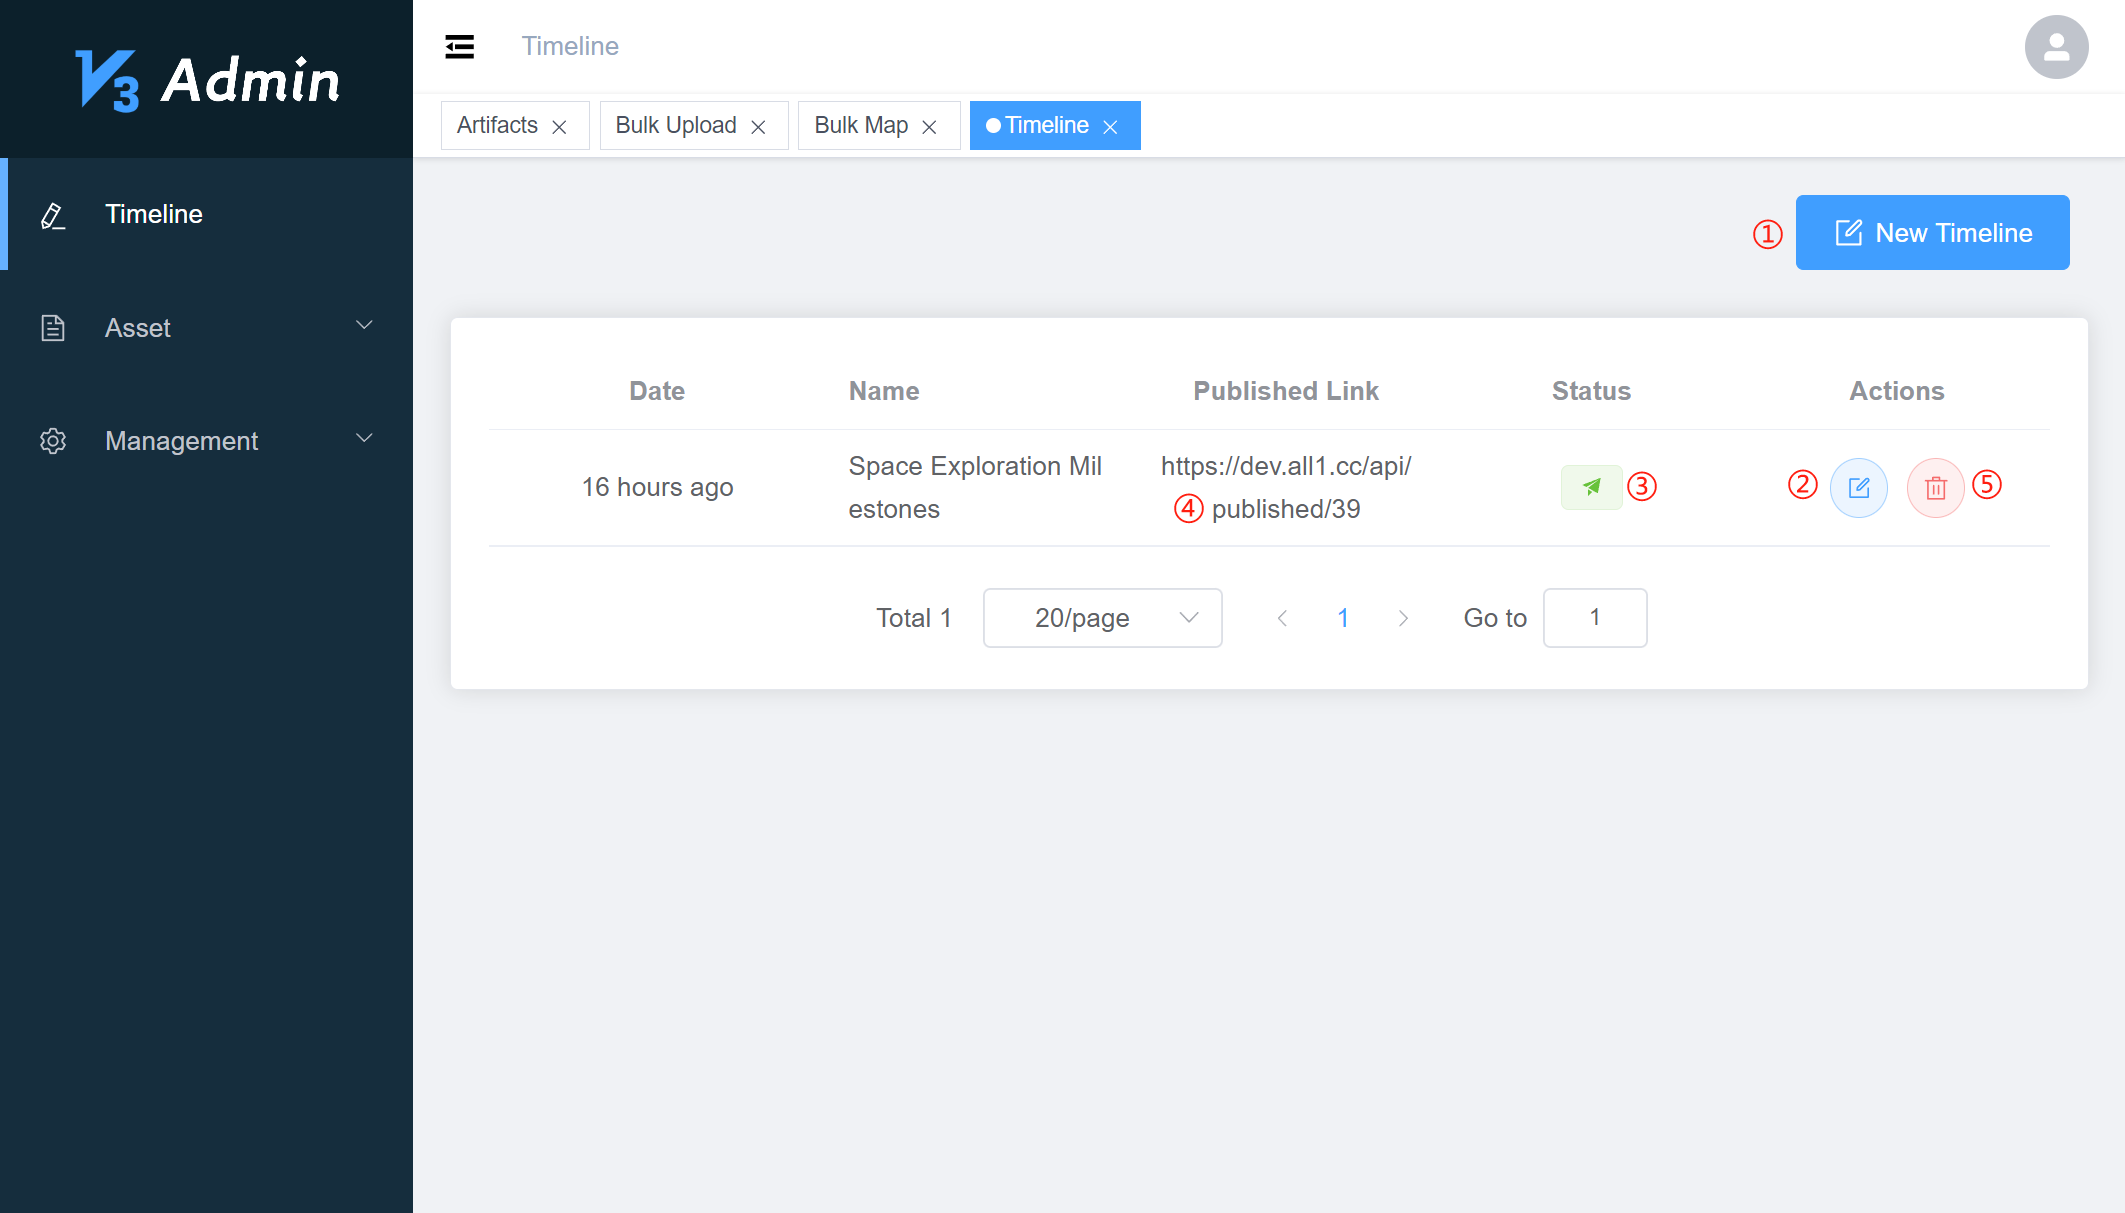 V3 Admin
Timeline
Artifacts
Bulk Upload
Bulk Map
Timeline
Timeline
Asset
Management
① New Timeline
Date Name Published Link Status Actions
16 hours ago
Space Exploration Mil
estones
https://dev.all1.cc/api/
④ published/39
③
② ⑤
Total 1 20/page 1 Go to 1